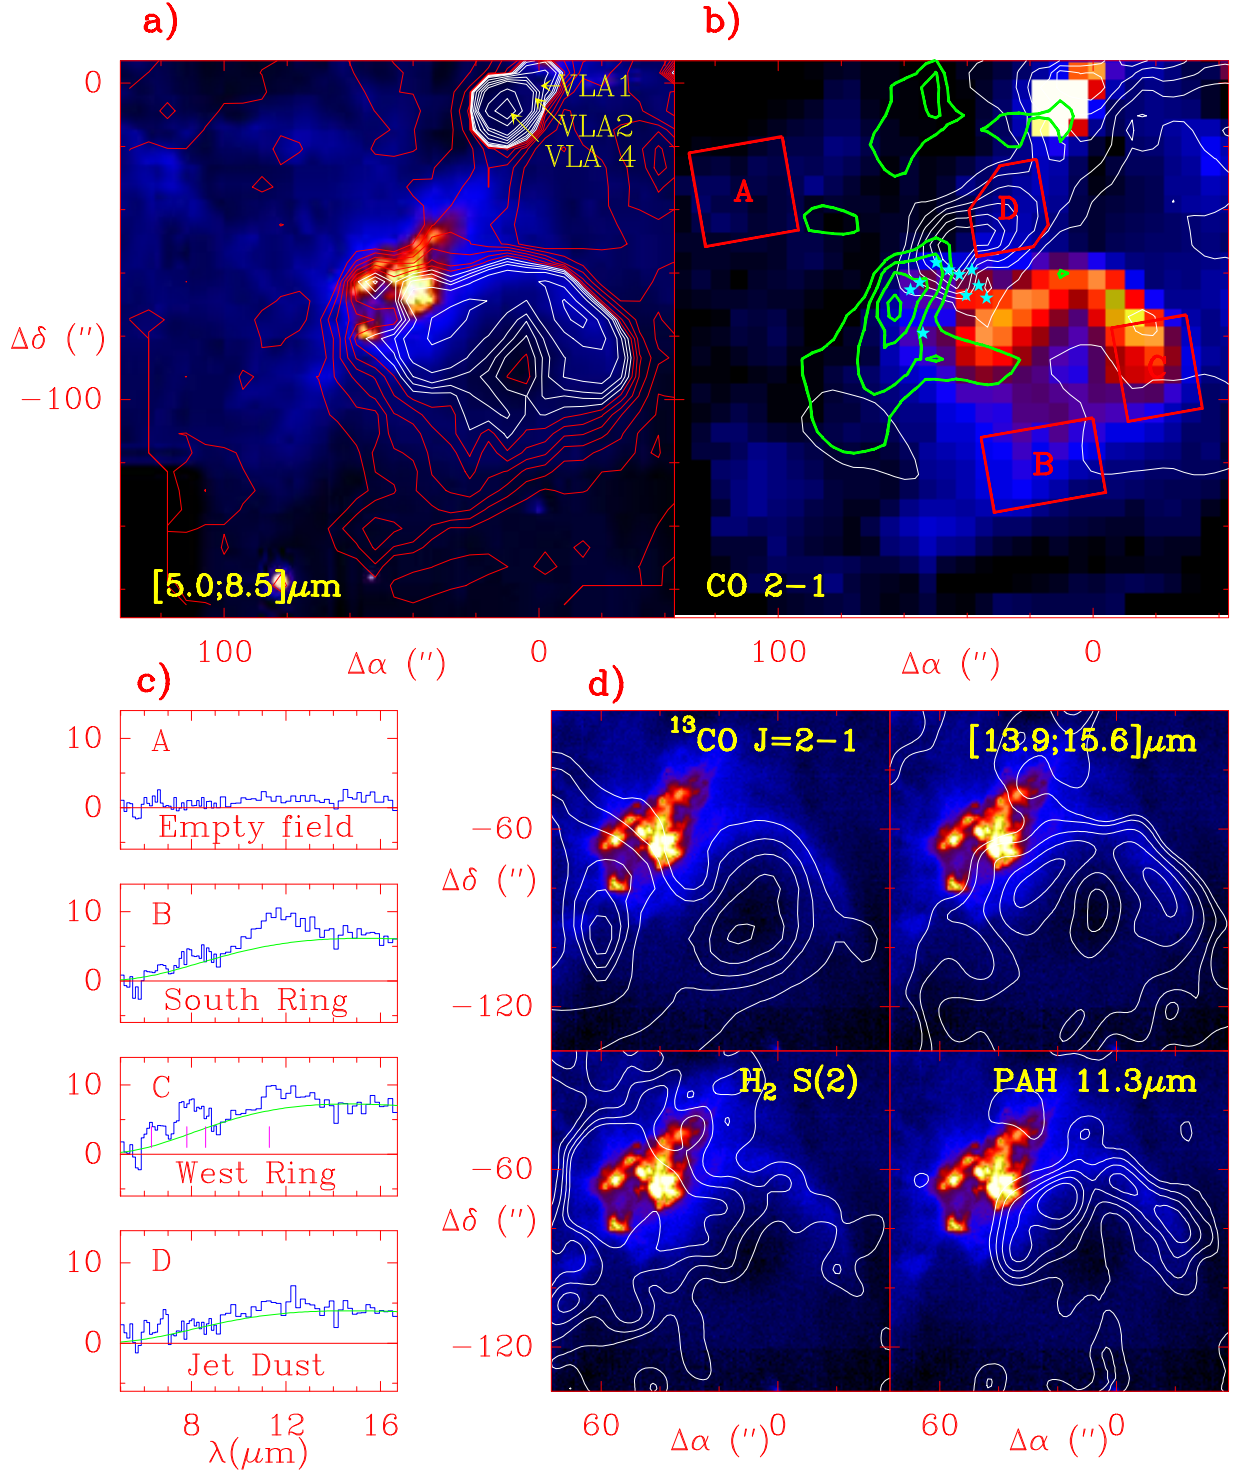 a)
b)
0
VLA1
VLA2
VLA 4
A
D
Δδ (″)
C
−100
B
[5.0;8.5]μm
CO 2−1
100
0
100
0
Δα (″)
Δα (″)
c)
d)
10
A
0
Empty field
10
B
0
South Ring
10
C
0
West Ring
10
D
0
Jet Dust
8
12
16
λ(μm)
¹³CO J=2−1
[13.9;15.6]μm
−60
Δδ (″)
−120
H₂ S(2)
PAH 11.3μm
−60
Δδ (″)
−120
60
0
60
0
Δα (″)
Δα (″)